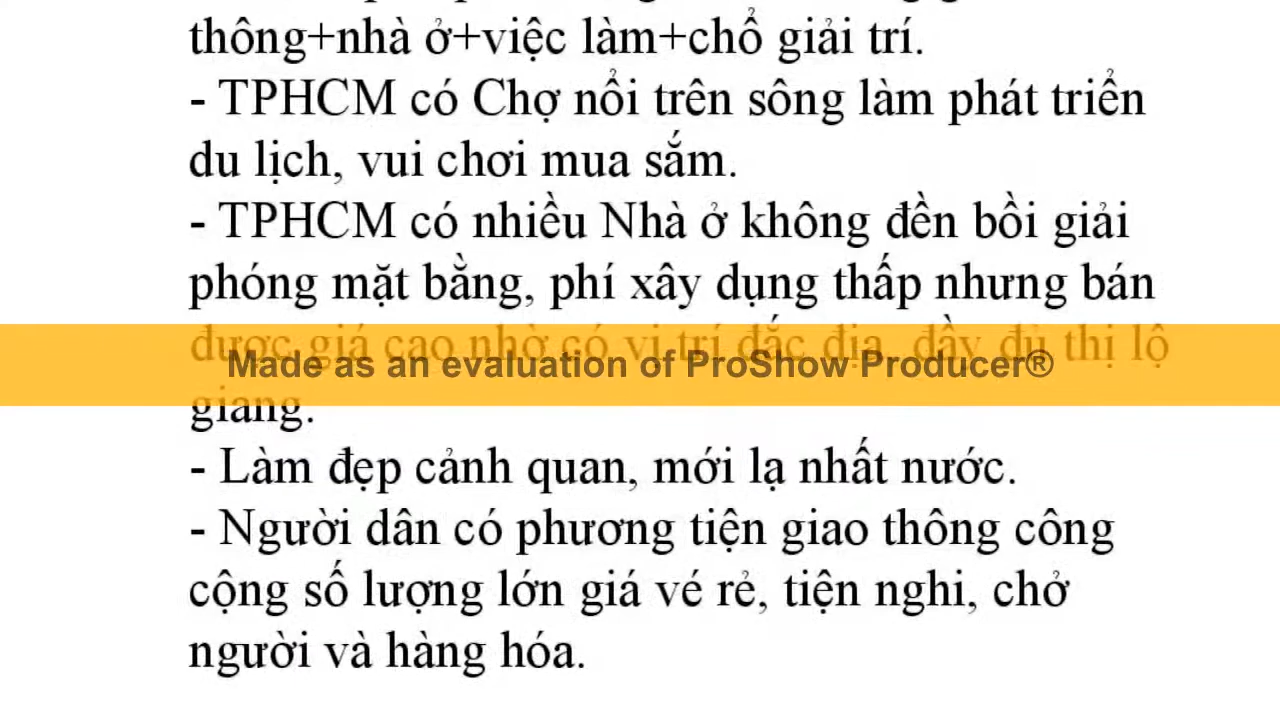 thông+nhà ở+việc làm+chổ giải trí.
- TPHCM có Chợ nổi trên sông làm phát triển
du lịch, vui chơi mua sắm.
- TPHCM có nhiều Nhà ở không đền bồi giải
phóng mặt bằng, phí xây dụng thấp nhưng bán
được giá cao nhờ có vị trí đắc địa, đầy đủ thị lộ
Made as an evaluation of ProShow Producer®
giang.
- Làm đẹp cảnh quan, mới lạ nhất nước.
- Người dân có phương tiện giao thông công
cộng số lượng lớn giá vé rẻ, tiện nghi, chở
người và hàng hóa.